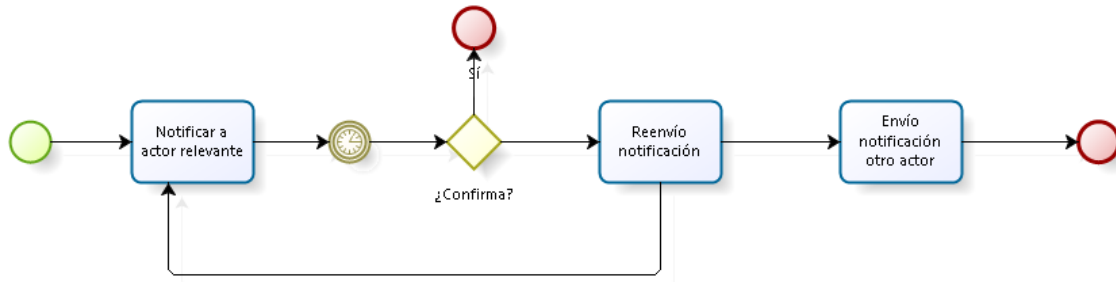 Sí
Notificar a
actor relevante
¿Confirma?
Reenvío
notificación
Envío
notificación
otro actor